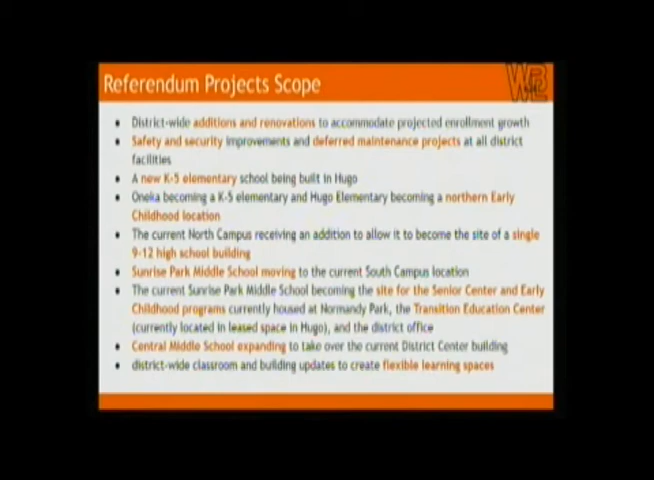 Referendum Projects Scope
• District-wide additions and renovations to accommodate projected enrollment growth
• Safety and security improvements and deferred maintenance projects at all district
facilities
• A new K-5 elementary school being built in Hugo
• Oneka becoming a K-5 elementary and Hugo Elementary becoming a northern Early
Childhood location
• The current North Campus receiving an addition to allow it to become the site of a single
9-12 high school building
• Sunrise Park Middle School moving to the current South Campus location
• The current Sunrise Park Middle School becoming the site for the Senior Center and Early
Childhood programs currently housed at Normandy Park, the Transition Education Center
(currently located in leased space in Hugo), and the district office
• Central Middle School expanding to take over the current District Center building
• district-wide classroom and building updates to create flexible learning spaces